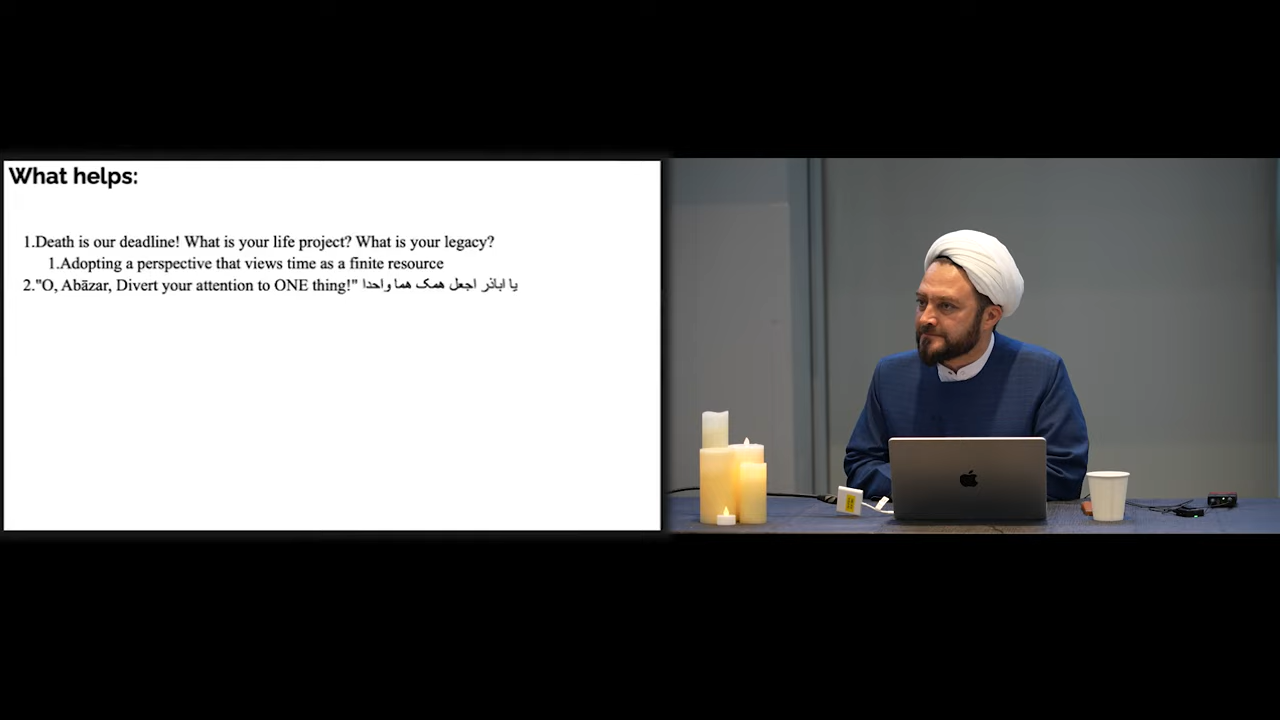 What helps:
1.Death is our deadline! What is your life project? What is your legacy?
1.Adopting a perspective that views time as a finite resource
2."O, Abāzar, Divert your attention to ONE thing!" یا اباذر اجعل همک هما واحدا